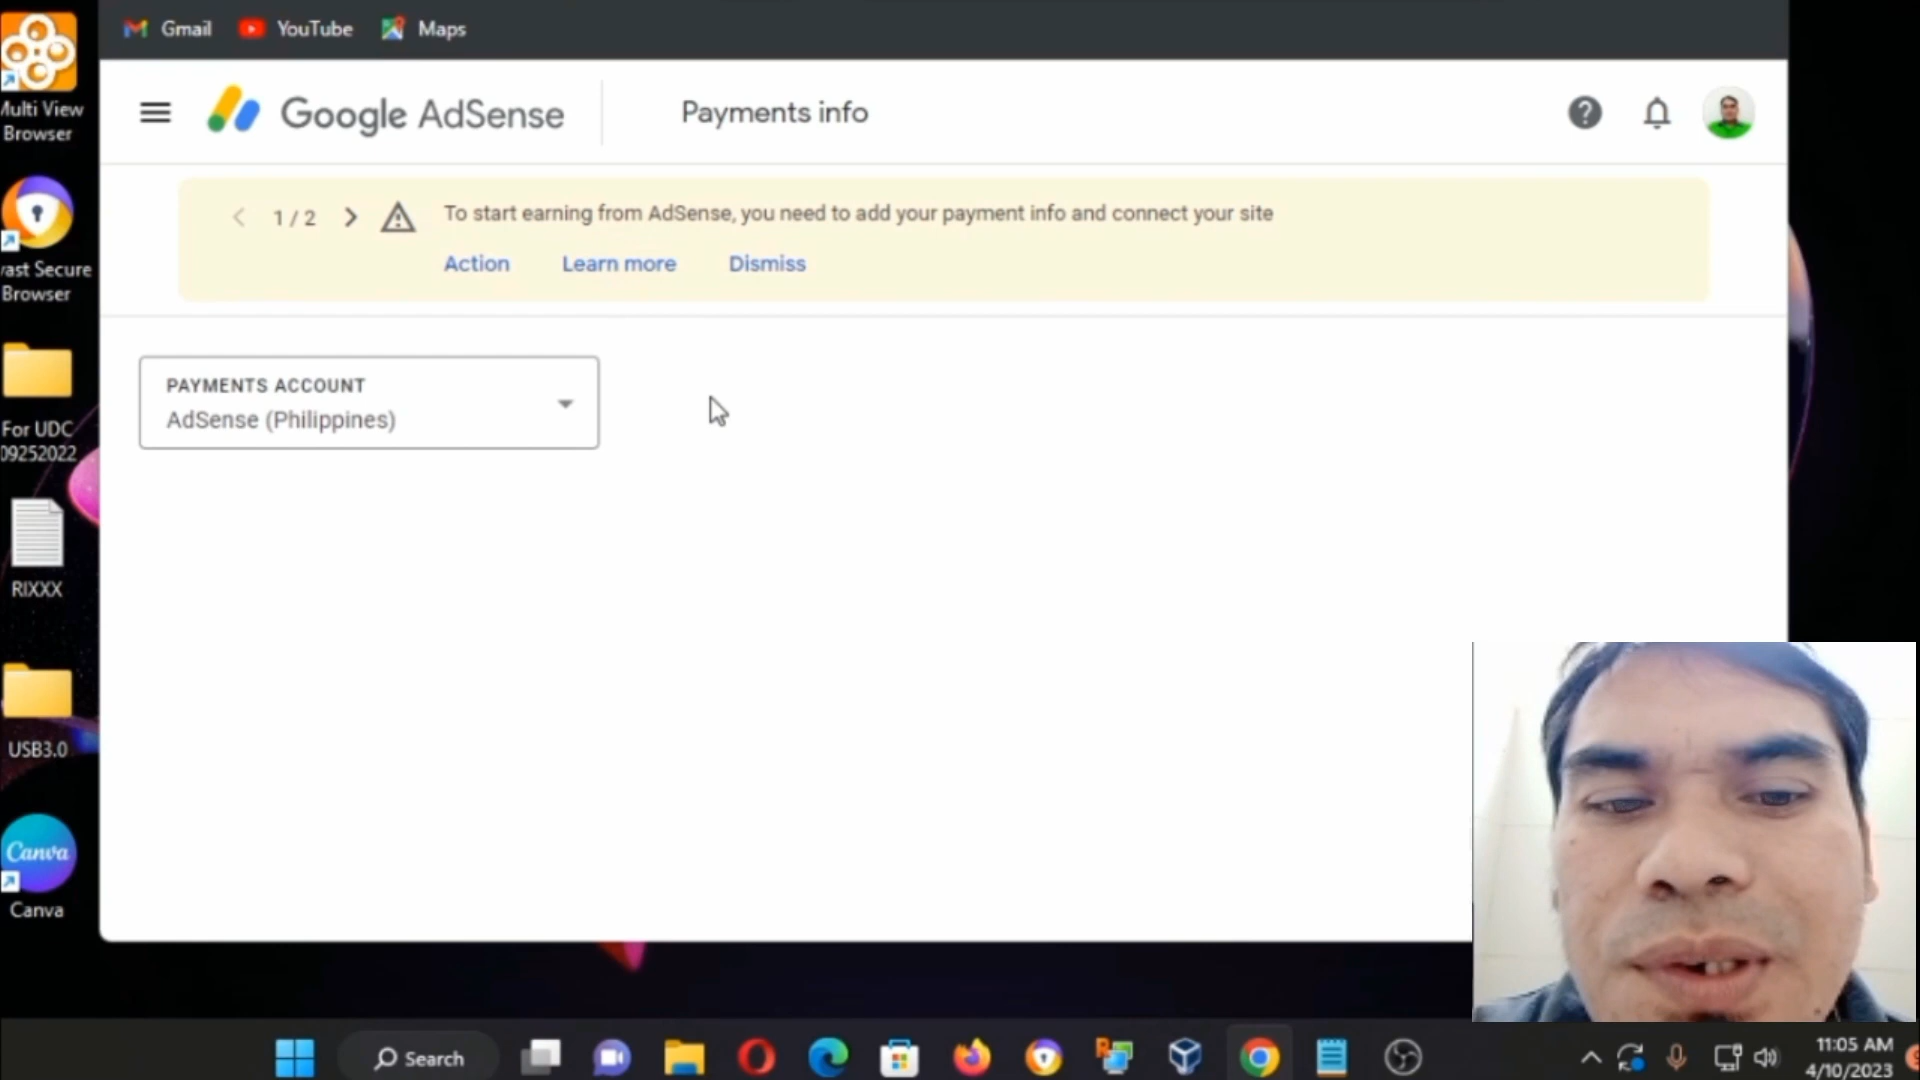 Gmail
YouTube
Maps
Google AdSense
Payments info
1 / 2
To start earning from AdSense, you need to add your payment info and connect your site
Action
Learn more
Dismiss
PAYMENTS ACCOUNT
AdSense (Philippines)
Multi View
Browser
vast Secure
Browser
For UDC
09252022
RIXXX
USB3.0
Canva
Canva
Search
11:05 AM
4/10/2023